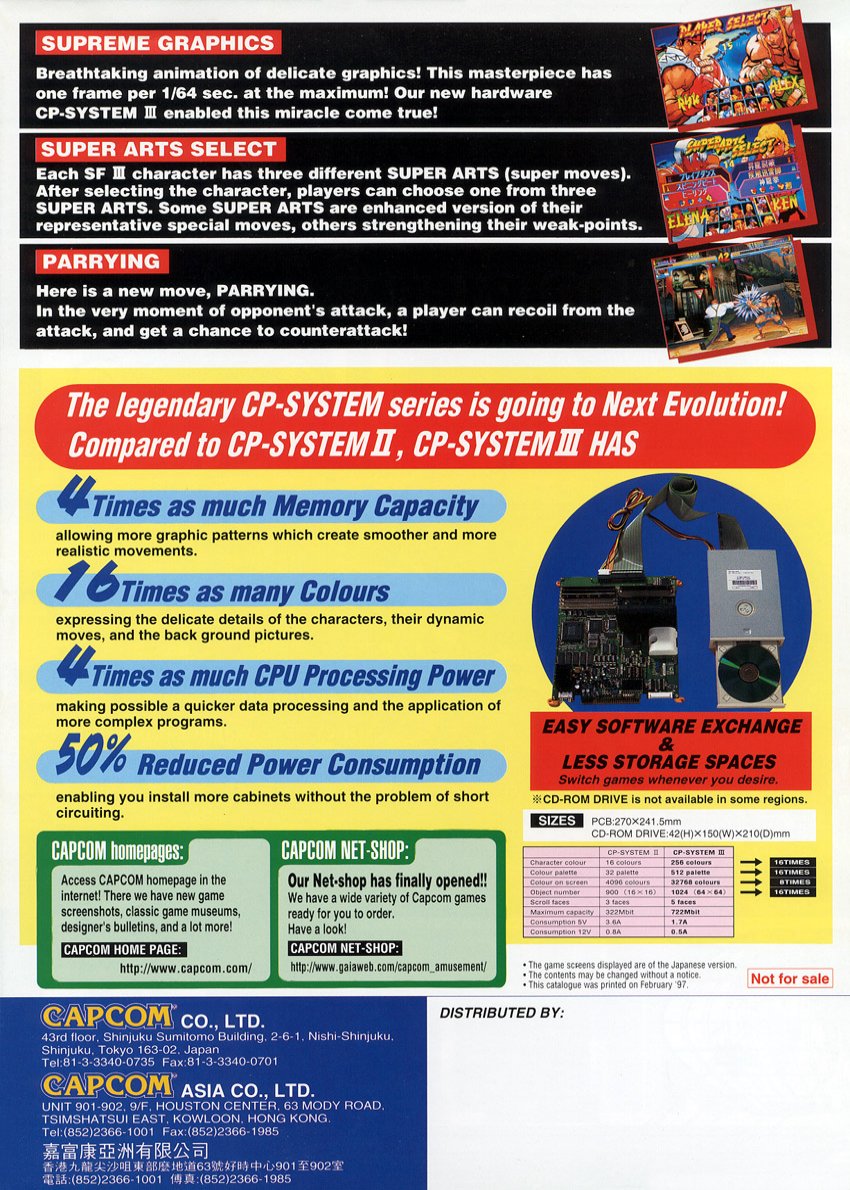 SUPREME GRAPHICS
Breathtaking animation of delicate graphics! This masterpiece has
one frame per 1/64 sec. at the maximum! Our new hardware
CP-SYSTEM III enabled this miracle come true!
PLAYER SELECT
15
RYU
ALEX
SUPER ARTS SELECT
Each SF III character has three different SUPER ARTS (super moves).
After selecting the character, players can choose one from three
SUPER ARTS. Some SUPER ARTS are enhanced version of their
representative special moves, others strengthening their weak-points.
SUPER ARTS SELECT
14
ELENA
KEN
PARRYING
Here is a new move, PARRYING.
In the very moment of opponent's attack, a player can recoil from the
attack, and get a chance to counterattack!
The legendary CP-SYSTEM series is going to Next Evolution!
Compared to CP-SYSTEM II, CP-SYSTEM III HAS
4 Times as much Memory Capacity
allowing more graphic patterns which create smoother and more
realistic movements.
16 Times as many Colours
expressing the delicate details of the characters, their dynamic
moves, and the back ground pictures.
4 Times as much CPU Processing Power
making possible a quicker data processing and the application of
more complex programs.
50% Reduced Power Consumption
enabling you install more cabinets without the problem of short
circuiting.
EASY SOFTWARE EXCHANGE
&
LESS STORAGE SPACES
Switch games whenever you desire.
※CD-ROM DRIVE is not available in some regions.
SIZES PCB:270×241.5mm
CD-ROM DRIVE:42(H)×150(W)×210(D)mm
CP-SYSTEM II CP-SYSTEM III
Character colour 16 colours 256 colours 16TIMES
Colour palette 32 palette 512 palette 16TIMES
Colour on screen 4096 colours 32768 colours 8TIMES
Object number 900 (16×16) 1024 (64×64) 16TIMES
Scroll faces 3 faces 5 faces
Maximum capacity 322Mbit 722Mbit
Consumption 5V 3.6A 1.7A
Consumption 12V 0.8A 0.5A
CAPCOM homepages:
Access CAPCOM homepage in the
internet! There we have new game
screenshots, classic game museums,
designer's bulletins, and a lot more!
CAPCOM HOME PAGE:
http://www.capcom.com/
CAPCOM NET-SHOP:
Our Net-shop has finally opened!!
We have a wide variety of Capcom games
ready for you to order.
Have a look!
CAPCOM NET-SHOP:
http://www.gaiaweb.com/capcom_amusement/
• The game screens displayed are of the Japanese version.
• The contents may be changed without a notice.
• This catalogue was printed on February '97.
Not for sale
CAPCOM CO., LTD.
43rd floor, Shinjuku Sumitomo Building, 2-6-1, Nishi-Shinjuku,
Shinjuku, Tokyo 163-02, Japan
Tel:81-3-3340-0735 Fax:81-3-3340-0701
CAPCOM ASIA CO., LTD.
UNIT 901-902, 9/F, HOUSTON CENTER, 63 MODY ROAD,
TSIMSHATSUI EAST, KOWLOON, HONG KONG.
Tel:(852)2366-1001 Fax:(852)2366-1985
嘉富康亞洲有限公司
香港九龍尖沙咀東部麽地道63號好時中心901至902室
電話:(852)2366-1001 傳真:(852)2366-1985
DISTRIBUTED BY: